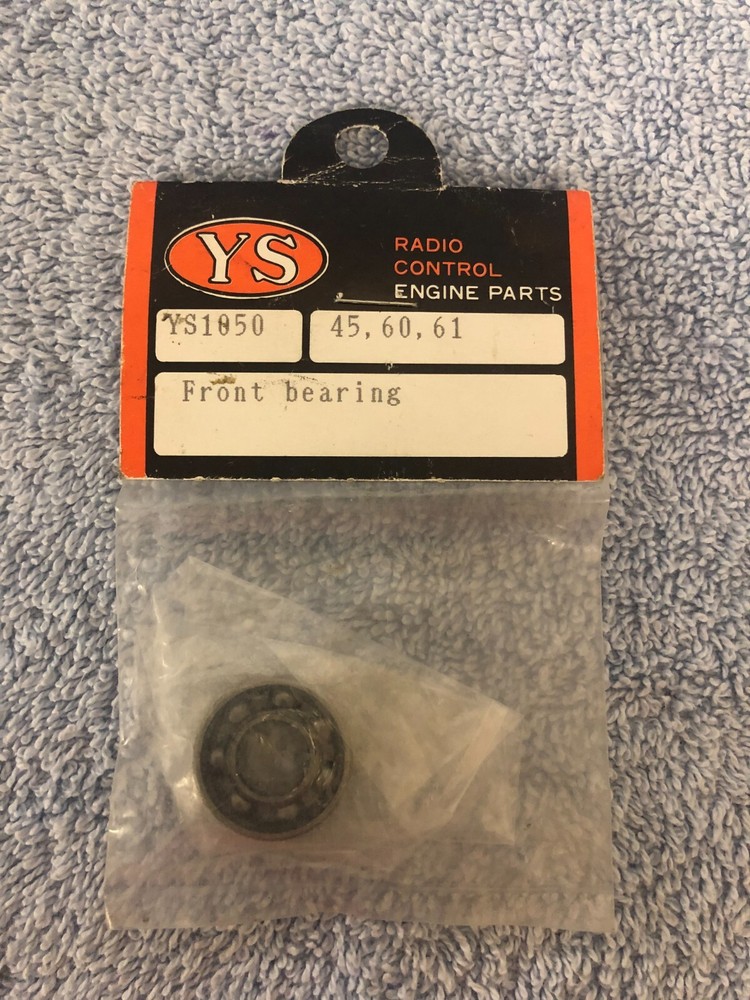 YS
RADIO
CONTROL
ENGINE PARTS
YS1050
45,60,61
Front bearing